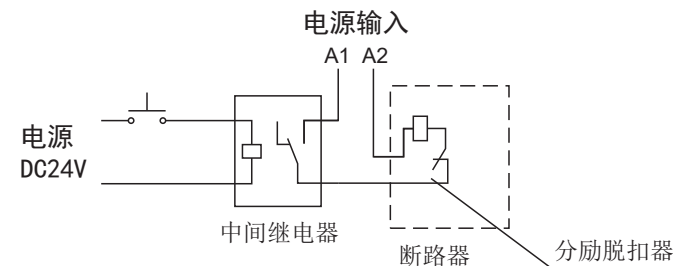 电源输入
A1 A2
电源
DC24V
中间继电器
断路器
分励脱扣器